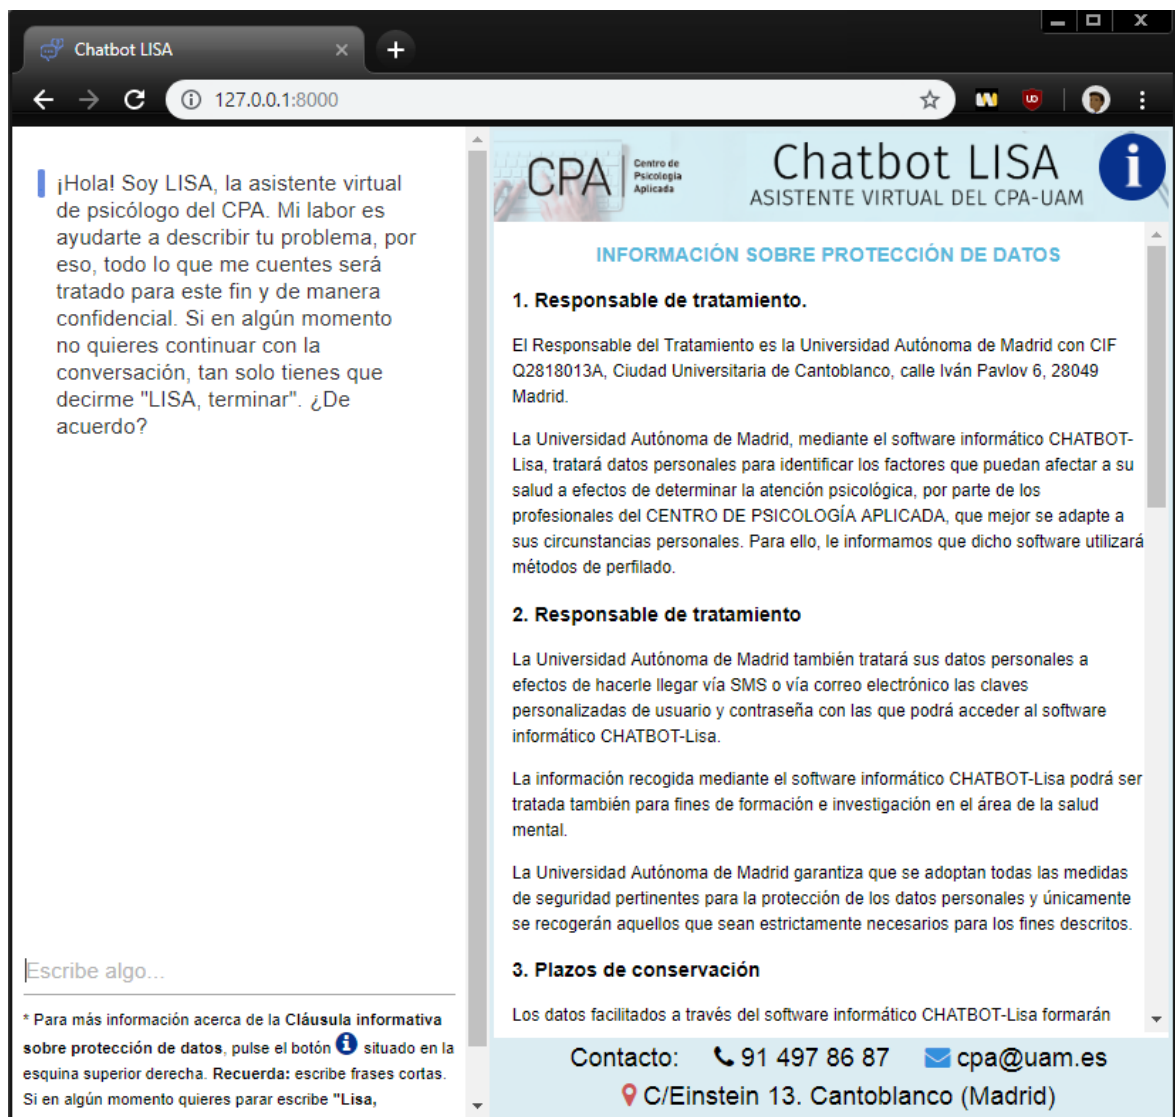 Chatbot LISA
127.0.0.1:8000
¡Hola! Soy LISA, la asistente virtual
de psicólogo del CPA. Mi labor es
ayudarte a describir tu problema, por
eso, todo lo que me cuentes será
tratado para este fin y de manera
confidencial. Si en algún momento
no quieres continuar con la
conversación, tan solo tienes que
decirme "LISA, terminar". ¿De
acuerdo?
Escribe algo...
* Para más información acerca de la Cláusula informativa
sobre protección de datos, pulse el botón i situado en la
esquina superior derecha. Recuerda: escribe frases cortas.
Si en algún momento quieres parar escribe "Lisa,
CPA
Centro de
Psicología
Aplicada
Chatbot LISA
ASISTENTE VIRTUAL DEL CPA-UAM
i
INFORMACIÓN SOBRE PROTECCIÓN DE DATOS
1. Responsable de tratamiento.
El Responsable del Tratamiento es la Universidad Autónoma de Madrid con CIF
Q2818013A, Ciudad Universitaria de Cantoblanco, calle Iván Pavlov 6, 28049
Madrid.
La Universidad Autónoma de Madrid, mediante el software informático CHATBOT-
Lisa, tratará datos personales para identificar los factores que puedan afectar a su
salud a efectos de determinar la atención psicológica, por parte de los
profesionales del CENTRO DE PSICOLOGÍA APLICADA, que mejor se adapte a
sus circunstancias personales. Para ello, le informamos que dicho software utilizará
métodos de perfilado.
2. Responsable de tratamiento
La Universidad Autónoma de Madrid también tratará sus datos personales a
efectos de hacerle llegar vía SMS o vía correo electrónico las claves
personalizadas de usuario y contraseña con las que podrá acceder al software
informático CHATBOT-Lisa.
La información recogida mediante el software informático CHATBOT-Lisa podrá ser
tratada también para fines de formación e investigación en el área de la salud
mental.
La Universidad Autónoma de Madrid garantiza que se adoptan todas las medidas
de seguridad pertinentes para la protección de los datos personales y únicamente
se recogerán aquellos que sean estrictamente necesarios para los fines descritos.
3. Plazos de conservación
Los datos facilitados a través del software informático CHATBOT-Lisa formarán
Contacto: 91 497 86 87 cpa@uam.es
C/Einstein 13. Cantoblanco (Madrid)